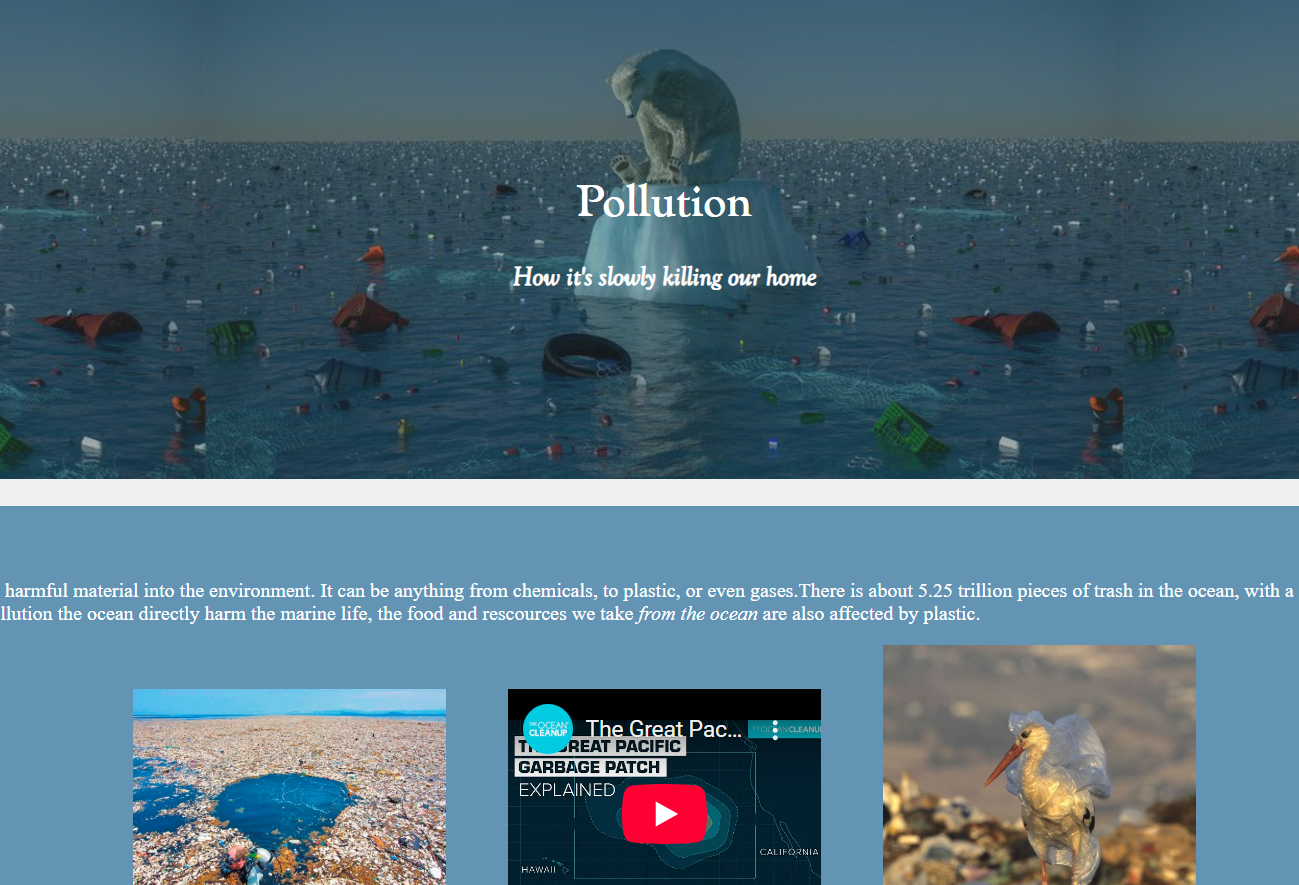 Pollution
How it's slowly killing our home
harmful material into the environment. It can be anything from chemicals, to plastic, or even gases.There is about 5.25 trillion pieces of trash in the ocean, with a
llution the ocean directly harm the marine life, the food and rescources we take from the ocean are also affected by plastic.
THE OCEAN CLEANUP
The Great Pac...
THE OCEANCLEANUP
GREAT PACIFIC
GARBAGE PATCH
EXPLAINED
CALIFORNIA
HAWAII